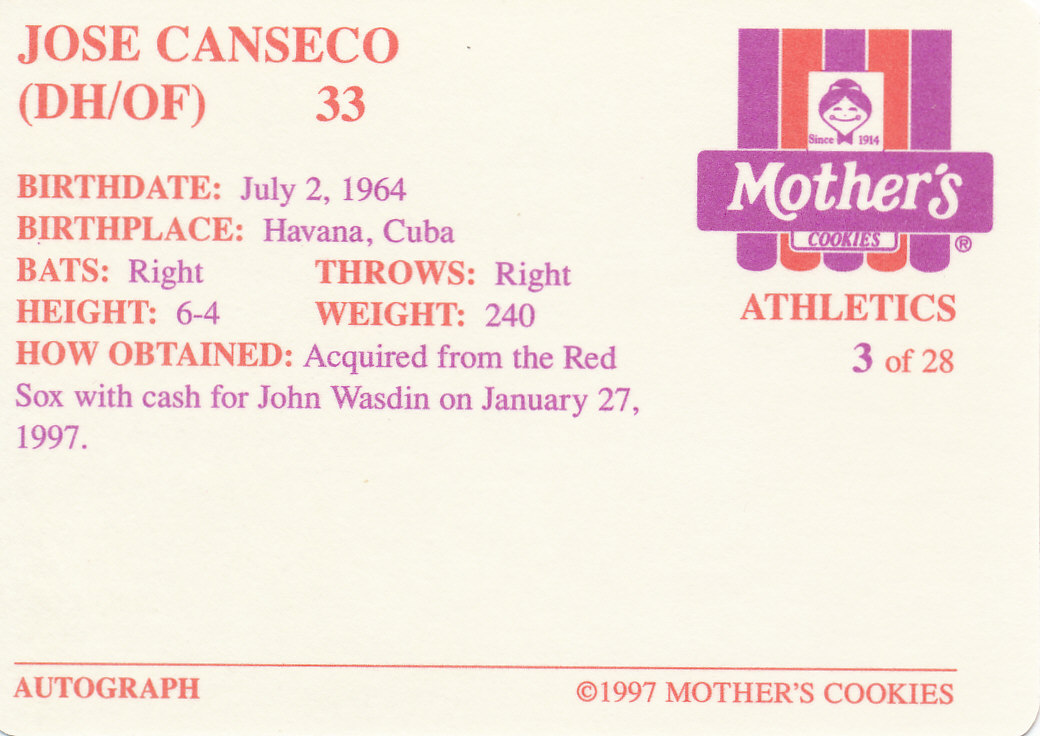 JOSE CANSECO
(DH/OF) 33
BIRTHDATE: July 2, 1964
BIRTHPLACE: Havana, Cuba
BATS: Right THROWS: Right
HEIGHT: 6-4 WEIGHT: 240
HOW OBTAINED: Acquired from the Red
Sox with cash for John Wasdin on January 27,
1997.
Since 1914
Mother's
COOKIES ®
ATHLETICS
3 of 28
AUTOGRAPH ©1997 MOTHER'S COOKIES